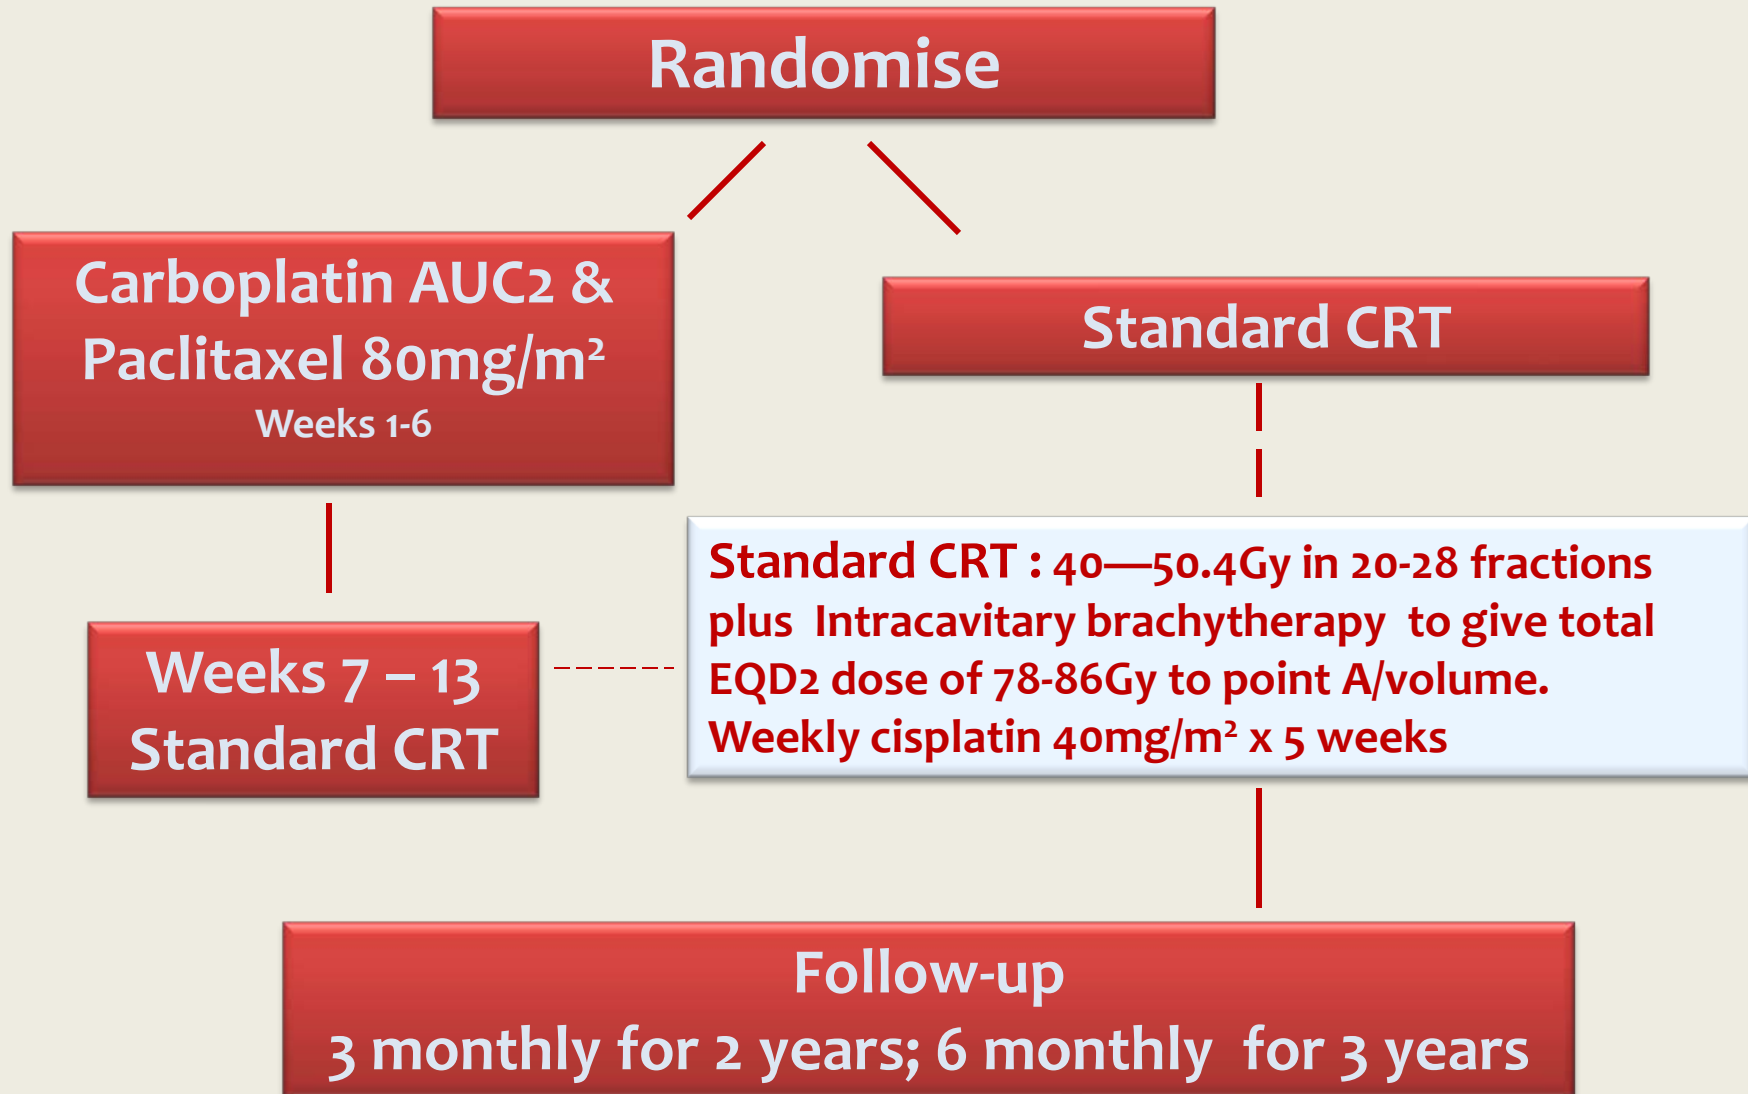 Randomise
Carboplatin AUC2 &
Paclitaxel 80mg/m²
Weeks 1-6
Standard CRT
Standard CRT : 40—50.4Gy in 20-28 fractions
plus Intracavitary brachytherapy to give total
EQD2 dose of 78-86Gy to point A/volume.
Weekly cisplatin 40mg/m² x 5 weeks
Weeks 7 – 13
Standard CRT
Follow-up
3 monthly for 2 years; 6 monthly for 3 years